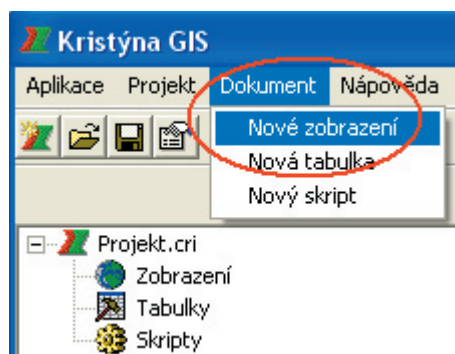 Kristýna GIS
Aplikace Projekt Dokument Nápověda
Nové zobrazení
Nová tabulka
Nový skript
Projekt.cri
Zobrazení
Tabulky
Skripty